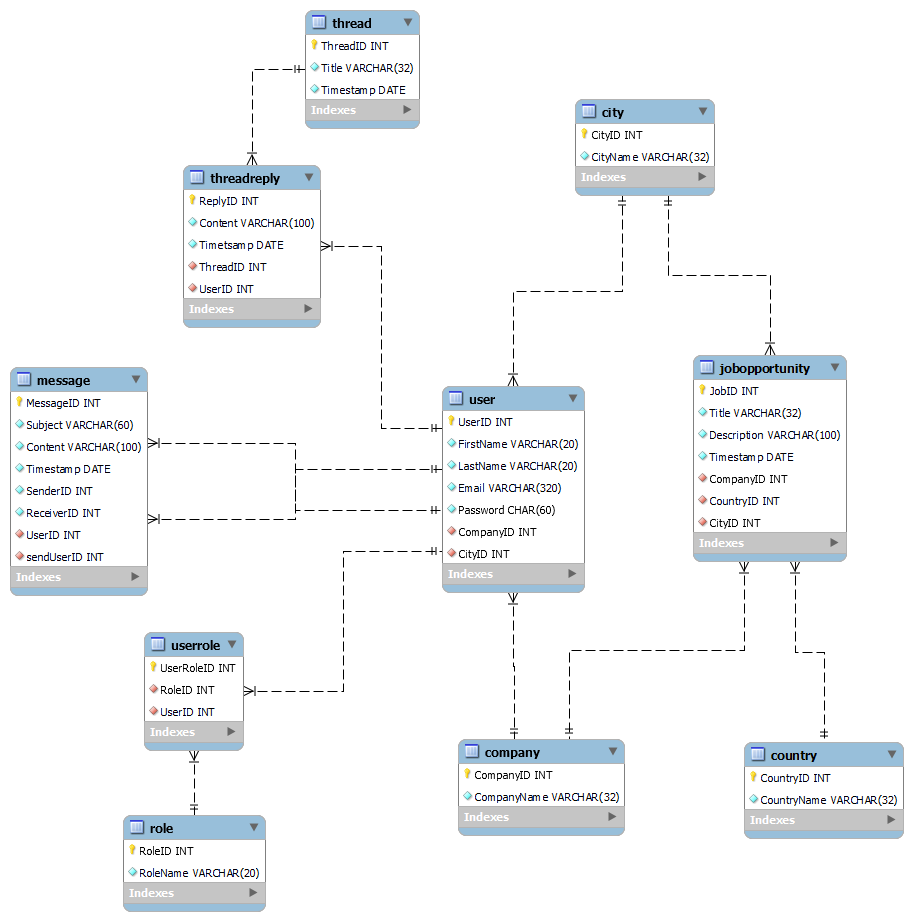 thread
ThreadID INT
Title VARCHAR(32)
Timestamp DATE
Indexes
city
CityID INT
CityName VARCHAR(32)
Indexes
threadreply
ReplyID INT
Content VARCHAR(100)
Timetsamp DATE
ThreadID INT
UserID INT
Indexes
message
MessageID INT
Subject VARCHAR(60)
Content VARCHAR(100)
Timestamp DATE
SenderID INT
ReceiverID INT
UserID INT
sendUserID INT
Indexes
user
UserID INT
FirstName VARCHAR(20)
LastName VARCHAR(20)
Email VARCHAR(320)
Password CHAR(60)
CompanyID INT
CityID INT
Indexes
jobopportunity
JobID INT
Title VARCHAR(32)
Description VARCHAR(100)
Timestamp DATE
CompanyID INT
CountryID INT
CityID INT
Indexes
userrole
UserRoleID INT
RoleID INT
UserID INT
Indexes
company
CompanyID INT
CompanyName VARCHAR(32)
Indexes
country
CountryID INT
CountryName VARCHAR(32)
Indexes
role
RoleID INT
RoleName VARCHAR(20)
Indexes